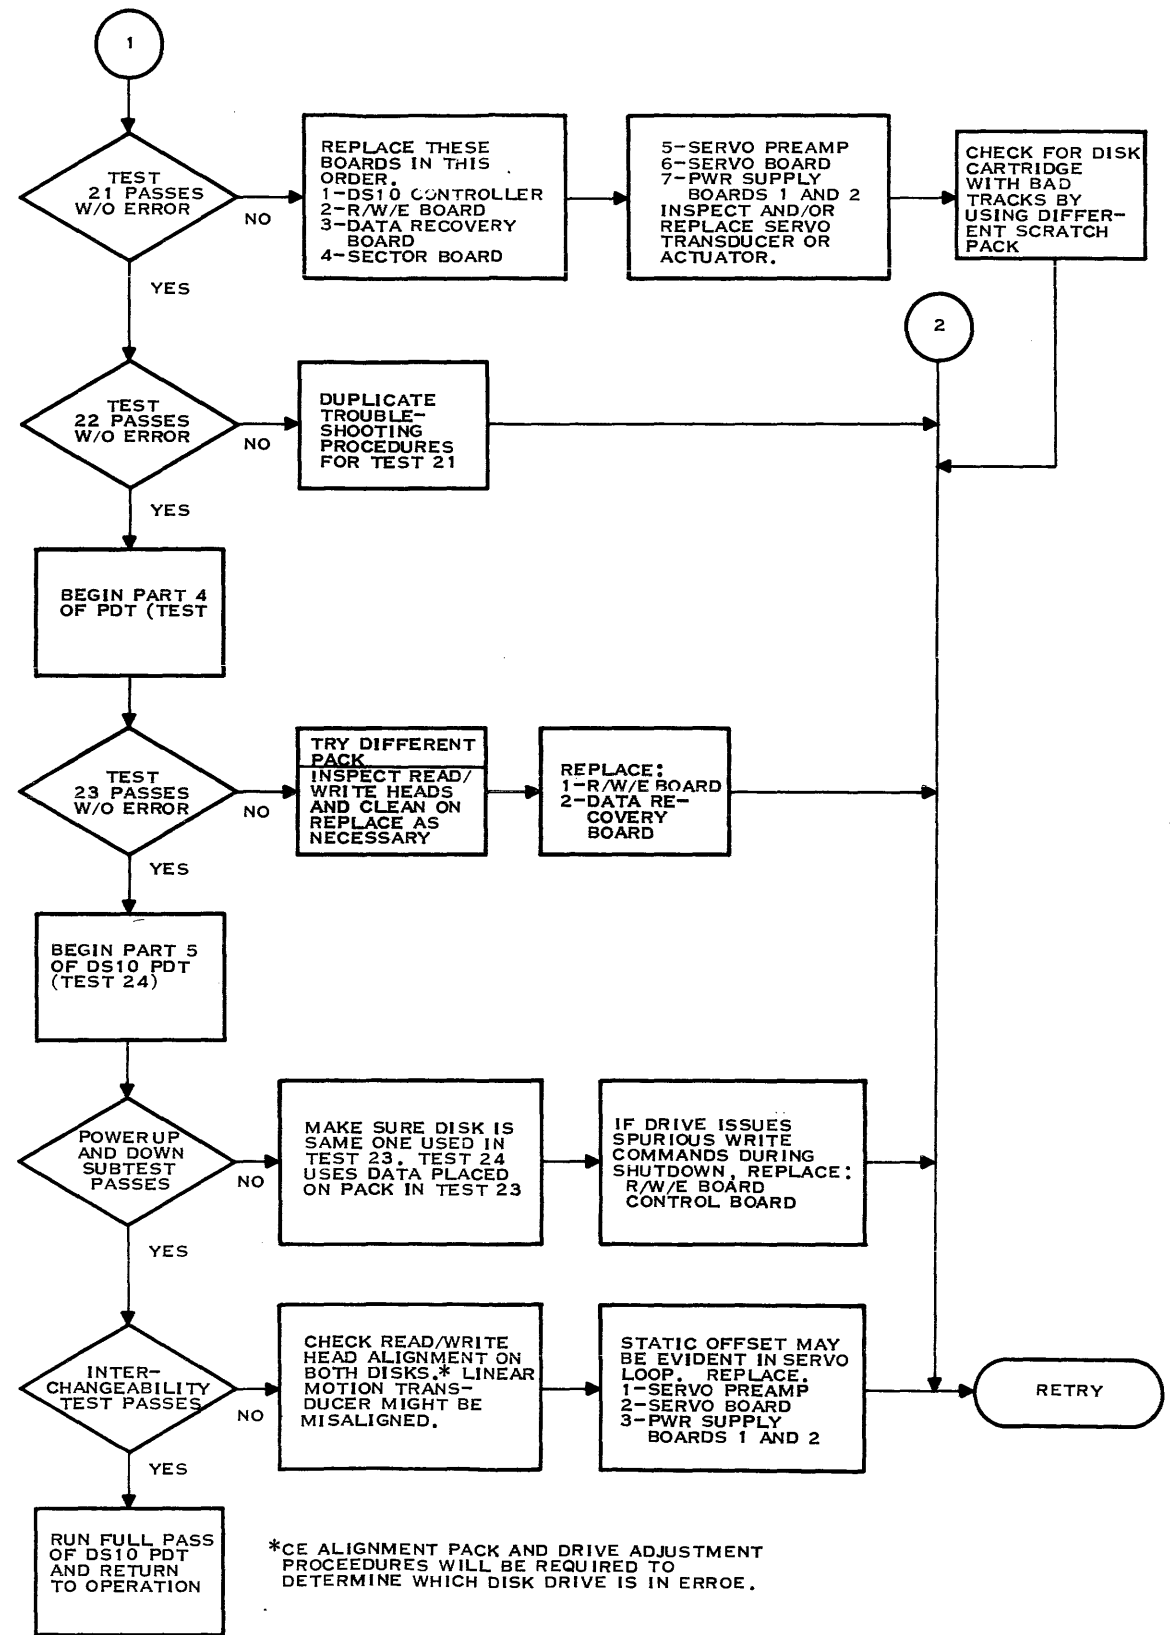 1
TEST
21 PASSES
W/O ERROR
NO
YES
REPLACE THESE
BOARDS IN THIS
ORDER.
1-DS10 CONTROLLER
2-R/W/E BOARD
3-DATA RECOVERY
BOARD
4-SECTOR BOARD
5-SERVO PREAMP
6-SERVO BOARD
7-PWR SUPPLY
BOARDS 1 AND 2
INSPECT AND/OR
REPLACE SERVO
TRANSDUCER OR
ACTUATOR.
CHECK FOR DISK
CARTRIDGE
WITH BAD
TRACKS BY
USING DIFFER-
ENT SCRATCH
PACK
2
TEST
22 PASSES
W/O ERROR
NO
YES
DUPLICATE
TROUBLE-
SHOOTING
PROCEDURES
FOR TEST 21
BEGIN PART 4
OF PDT (TEST
TEST
23 PASSES
W/O ERROR
NO
YES
TRY DIFFERENT
PACK
INSPECT READ/
WRITE HEADS
AND CLEAN ON
REPLACE AS
NECESSARY
REPLACE:
1-R/W/E BOARD
2-DATA RE-
COVERY
BOARD
BEGIN PART 5
OF DS10 PDT
(TEST 24)
POWER UP
AND DOWN
SUBTEST
PASSES
NO
YES
MAKE SURE DISK IS
SAME ONE USED IN
TEST 23. TEST 24
USES DATA PLACED
ON PACK IN TEST 23
IF DRIVE ISSUES
SPURIOUS WRITE
COMMANDS DURING
SHUTDOWN, REPLACE:
R/W/E BOARD
CONTROL BOARD
INTER-
CHANGEABILITY
TEST PASSES
NO
YES
CHECK READ/WRITE
HEAD ALIGNMENT ON
BOTH DISKS.* LINEAR
MOTION TRANS-
DUCER MIGHT BE
MISALIGNED.
STATIC OFFSET MAY
BE EVIDENT IN SERVO
LOOP. REPLACE.
1-SERVO PREAMP
2-SERVO BOARD
3-PWR SUPPLY
BOARDS 1 AND 2
RETRY
RUN FULL PASS
OF DS10 PDT
AND RETURN
TO OPERATION
*CE ALIGNMENT PACK AND DRIVE ADJUSTMENT
PROCEEDURES WILL BE REQUIRED TO
DETERMINE WHICH DISK DRIVE IS IN ERROE.